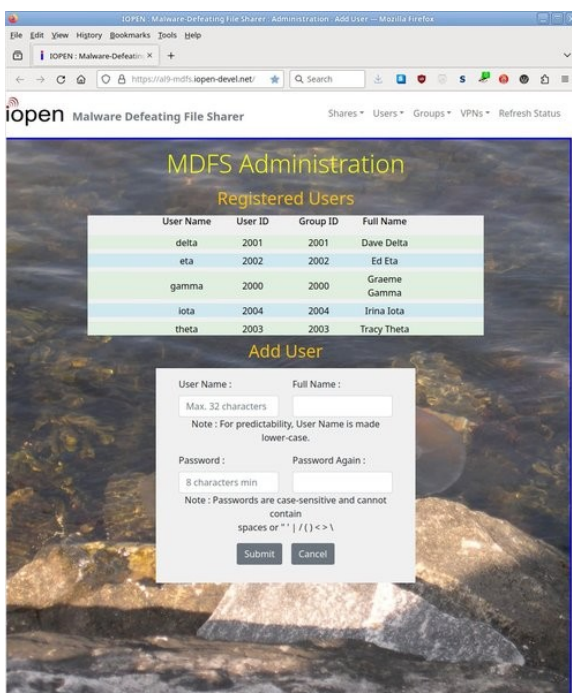 IOPEN : Malware-Defeating File Sharer : Administration : Add User — Mozilla Firefox
File Edit View History Bookmarks Tools Help
IOPEN : Malware-Defeatin ×
https://al9-mdfs.iopen-devel.net/ Search
iopen Malware Defeating File Sharer Shares Users Groups VPNs Refresh Status
MDFS Administration
Registered Users
User Name User ID Group ID Full Name
delta 2001 2001 Dave Delta
eta 2002 2002 Ed Eta
gamma 2000 2000 Graeme
Gamma
iota 2004 2004 Irina Iota
theta 2003 2003 Tracy Theta
Add User
User Name : Full Name :
Max. 32 characters
Note : For predictability, User Name is made
lower-case.
Password : Password Again :
8 characters min
Note : Passwords are case-sensitive and cannot
contain
spaces or " ' | / ( ) < > \
Submit Cancel